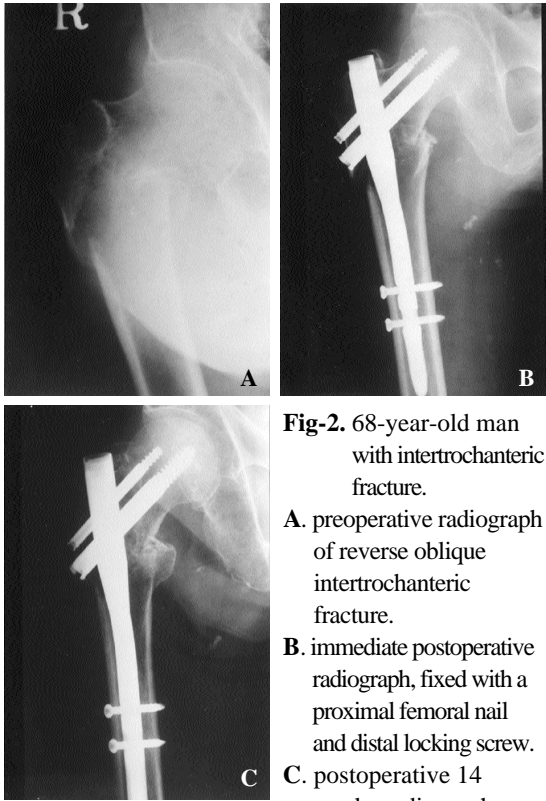 R
A
B
C
Fig-2. 68-year-old man
with intertrochanteric
fracture.
A. preoperative radiograph
of reverse oblique
intertrochanteric
fracture.
B. immediate postoperative
radiograph, fixed with a
proximal femoral nail
and distal locking screw.
C. postoperative 14